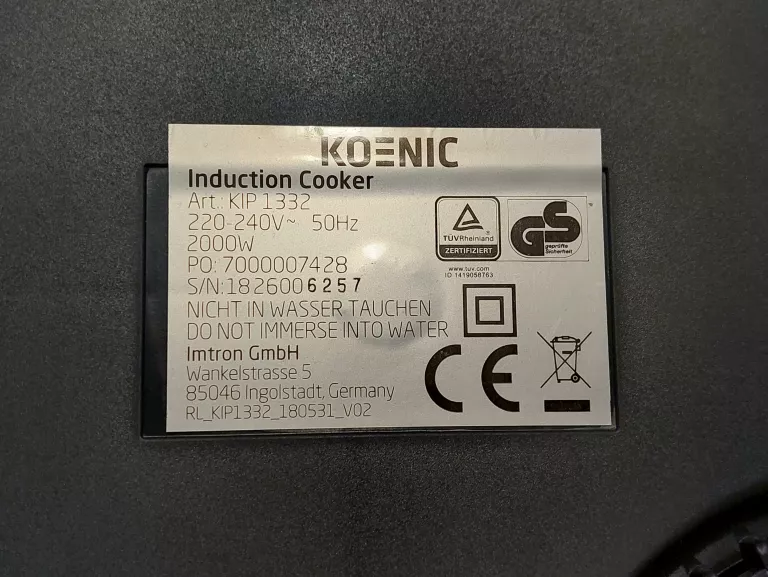 KOENIC
Induction Cooker
Art.: KIP 1332
220-240V~ 50Hz
2000W
PO: 7000007428
S/N:1826006257
NICHT IN WASSER TAUCHEN
DO NOT IMMERSE INTO WATER
Imtron GmbH
Wankelstrasse 5
85046 Ingolstadt, Germany
RL_KIP1332_180531_V02
TÜVRheinland
ZERTIFIZIERT
www.tuv.com
ID 1419058763
GS
geprüfte
Sicherheit
CE